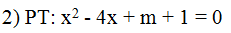 2) PT: x² - 4x + m + 1 = 0